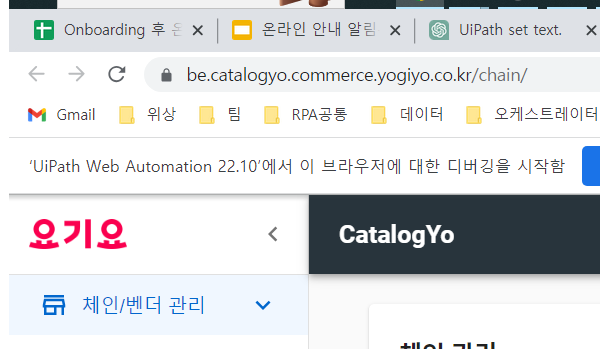 Onboarding 후 온라인 안내 알림 UiPath set text.
be.catalogyo.commerce.yogiyo.co.kr/chain/
Gmail 위상 팀 RPA공통 데이터 오케스트레이터
‘UiPath Web Automation 22.10’에서 이 브라우저에 대한 디버깅을 시작함
요기요 CatalogYo
체인/벤더 관리